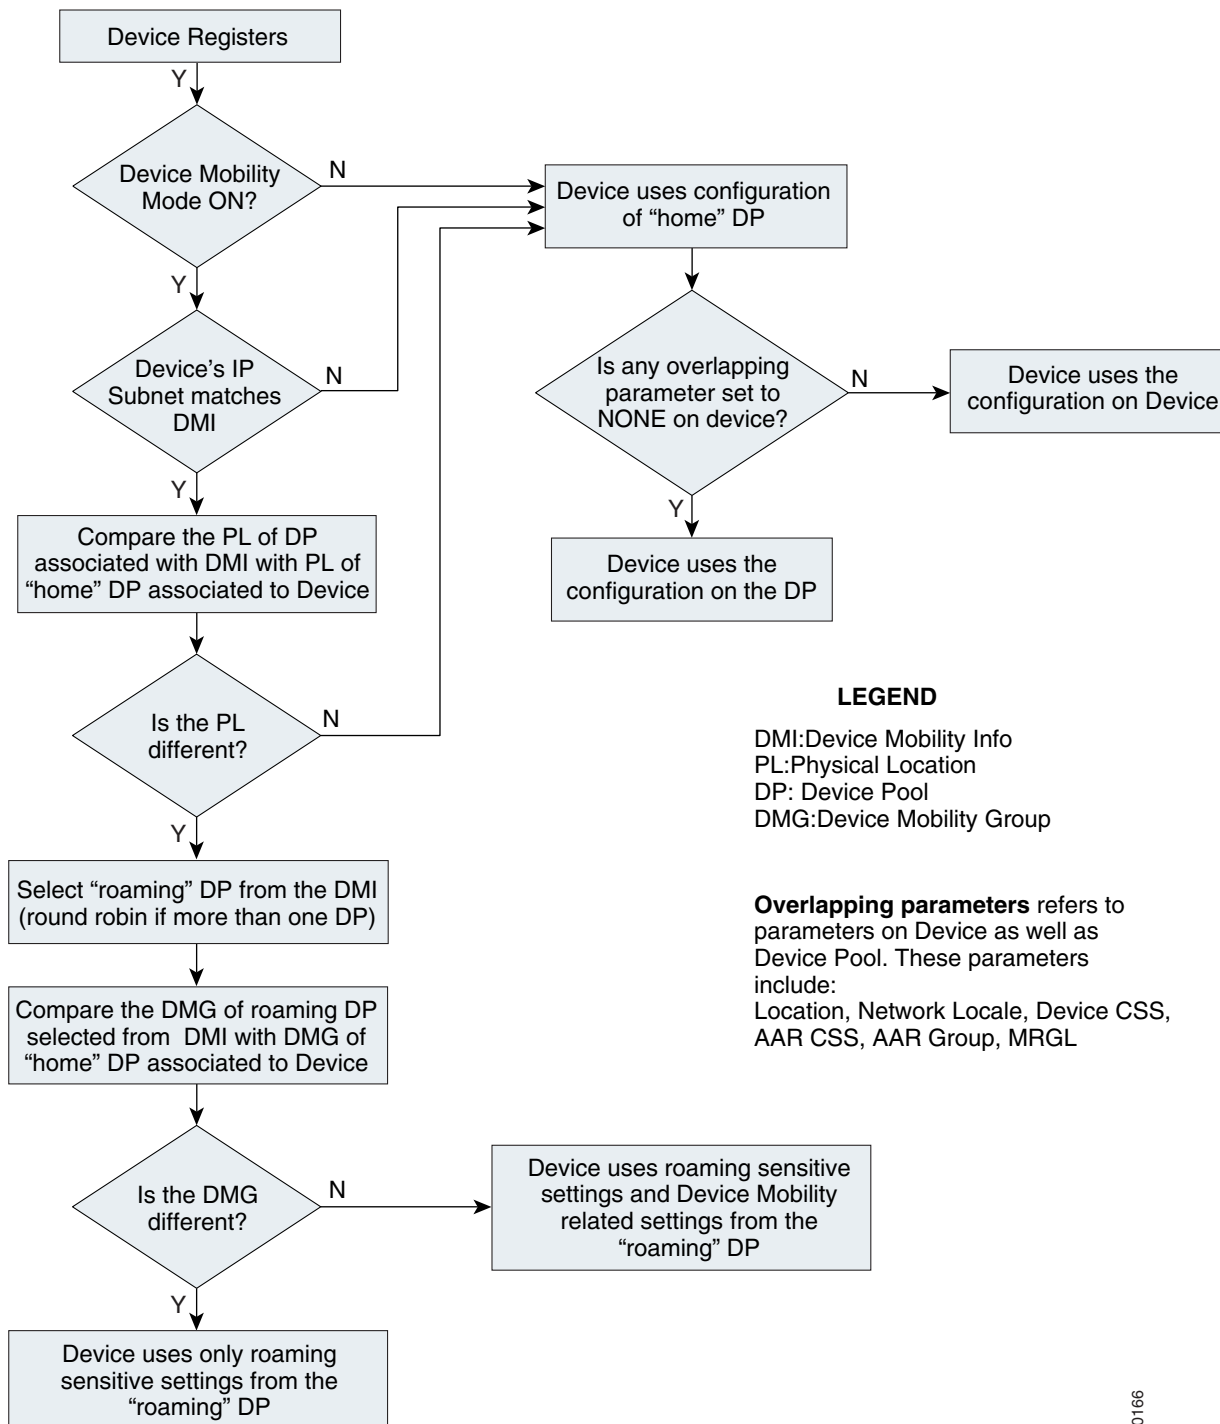 Device Registers
Y
Device Mobility
Mode ON?
N
Device uses configuration
of “home” DP
Y
Device's IP
Subnet matches
DMI
N
Is any overlapping
parameter set to
NONE on device?
N
Device uses the
configuration on Device
Y
Y
Compare the PL of DP
associated with DMI with PL of
“home” DP associated to Device
Device uses the
configuration on the DP
Is the PL
different?
N
LEGEND
DMI:Device Mobility Info
PL:Physical Location
DP: Device Pool
DMG:Device Mobility Group
Y
Select “roaming” DP from the DMI
(round robin if more than one DP)
Overlapping parameters refers to
parameters on Device as well as
Device Pool. These parameters
include:
Location, Network Locale, Device CSS,
AAR CSS, AAR Group, MRGL
Compare the DMG of roaming DP
selected from DMI with DMG of
“home” DP associated to Device
Is the DMG
different?
N
Device uses roaming sensitive
settings and Device Mobility
related settings from the
“roaming” DP
Y
Device uses only roaming
sensitive settings from the
“roaming” DP